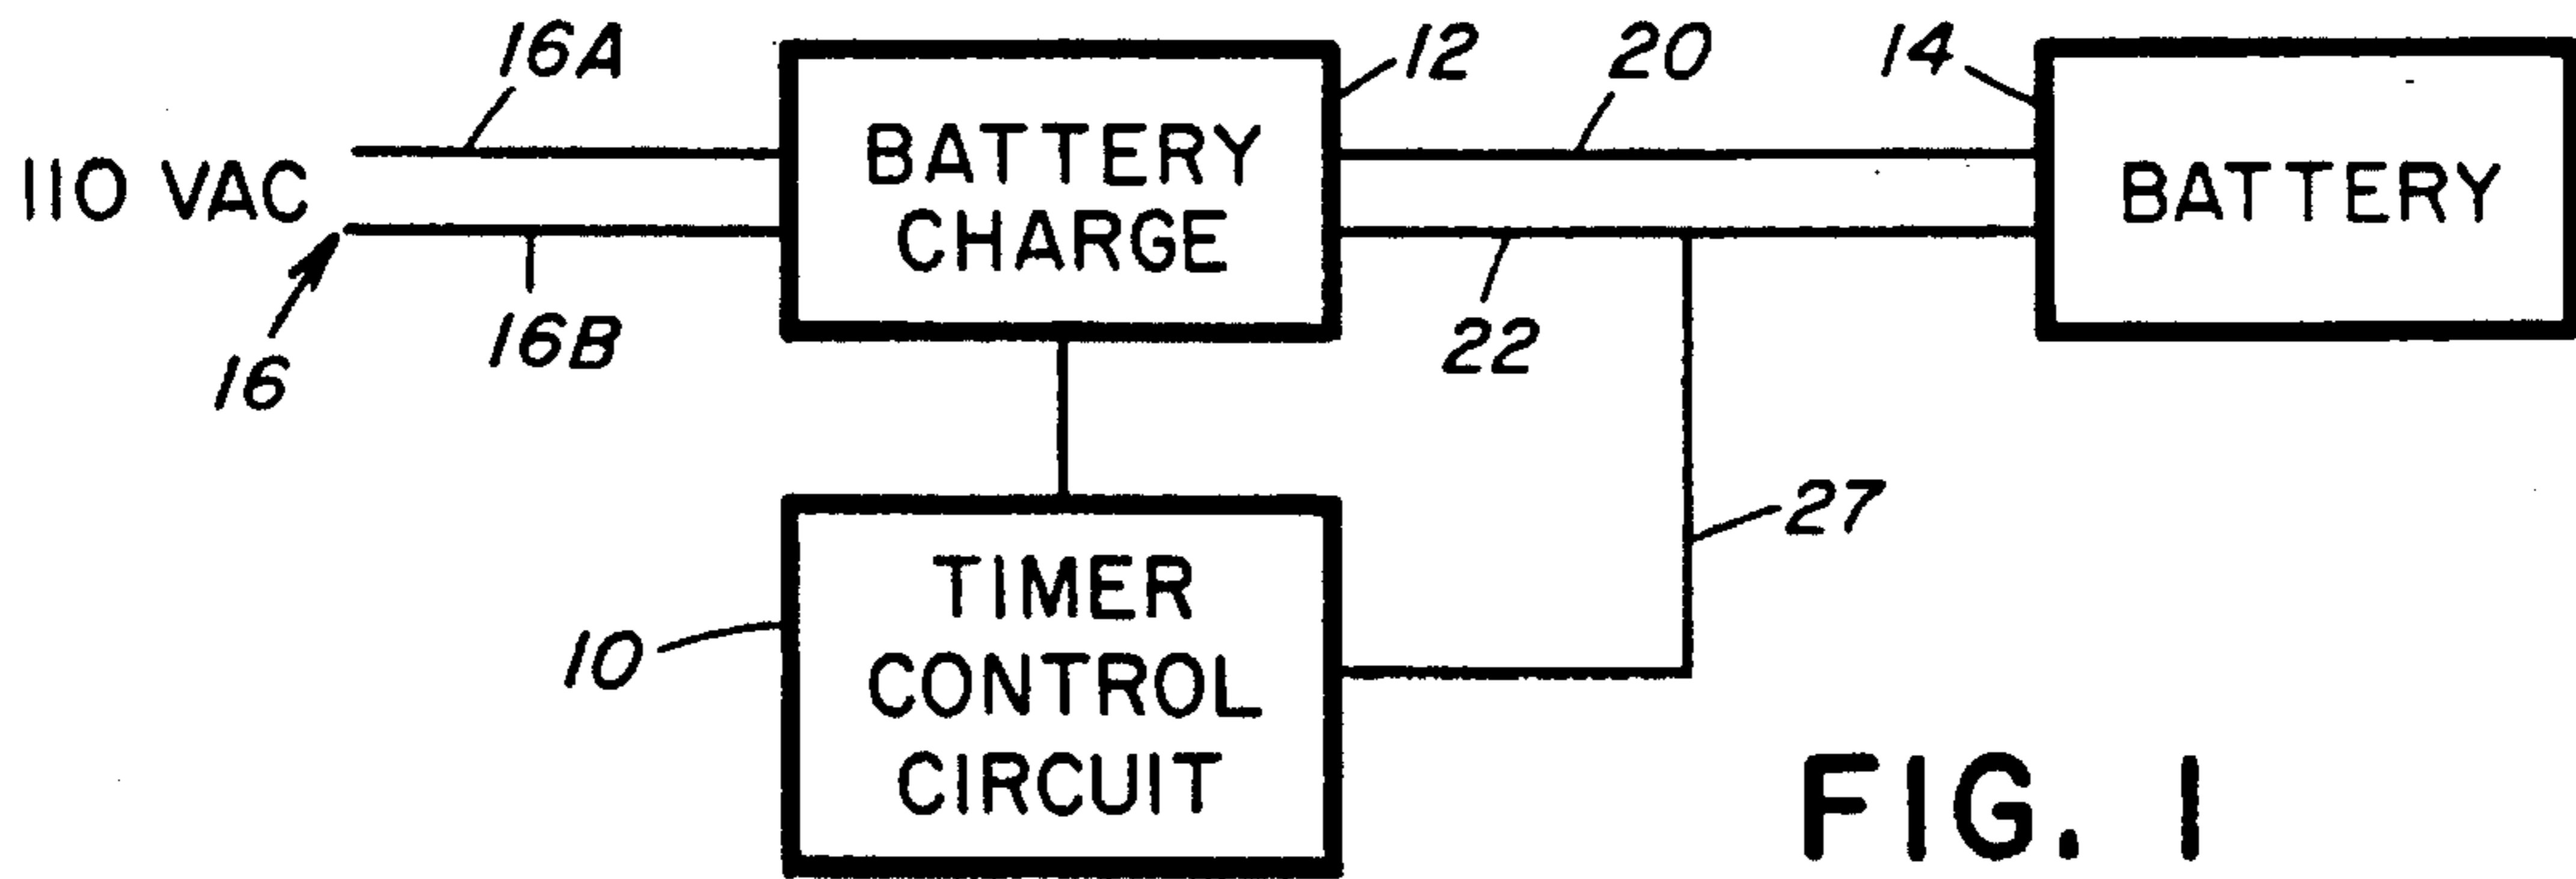 16A
12
20
14
110 VAC
BATTERY
CHARGE
BATTERY
16
16B
22
27
10
TIMER
CONTROL
CIRCUIT
FIG. 1